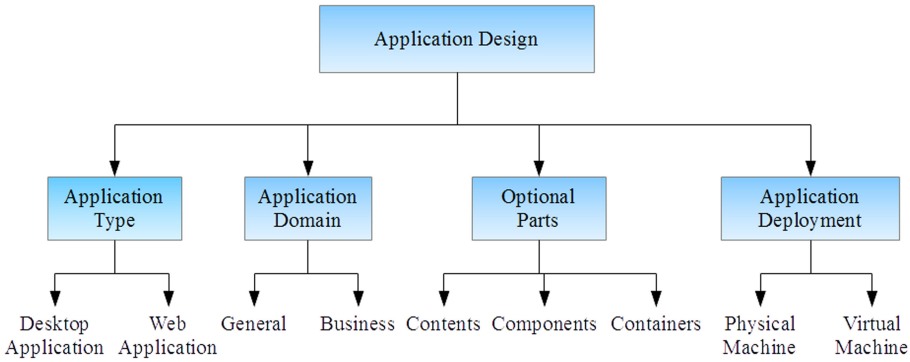 Application Design
Application
Type
Application
Domain
Optional
Parts
Application
Deployment
Desktop
Application
Web
Application
General
Business
Contents
Components
Containers
Physical
Machine
Virtual
Machine